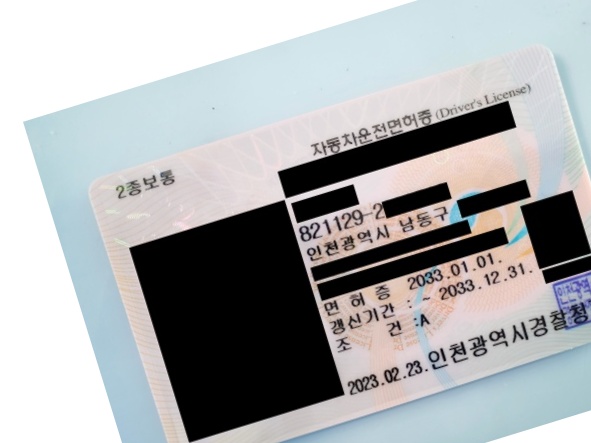 자동차운전면허증 (Driver's License)
2종보통
821129-2
인천광역시 남동구
면 허 증 2033.01.01.
갱신기간 : ~ 2033.12.31.
조 건 :A
2023.02.23. 인천광역시경찰청